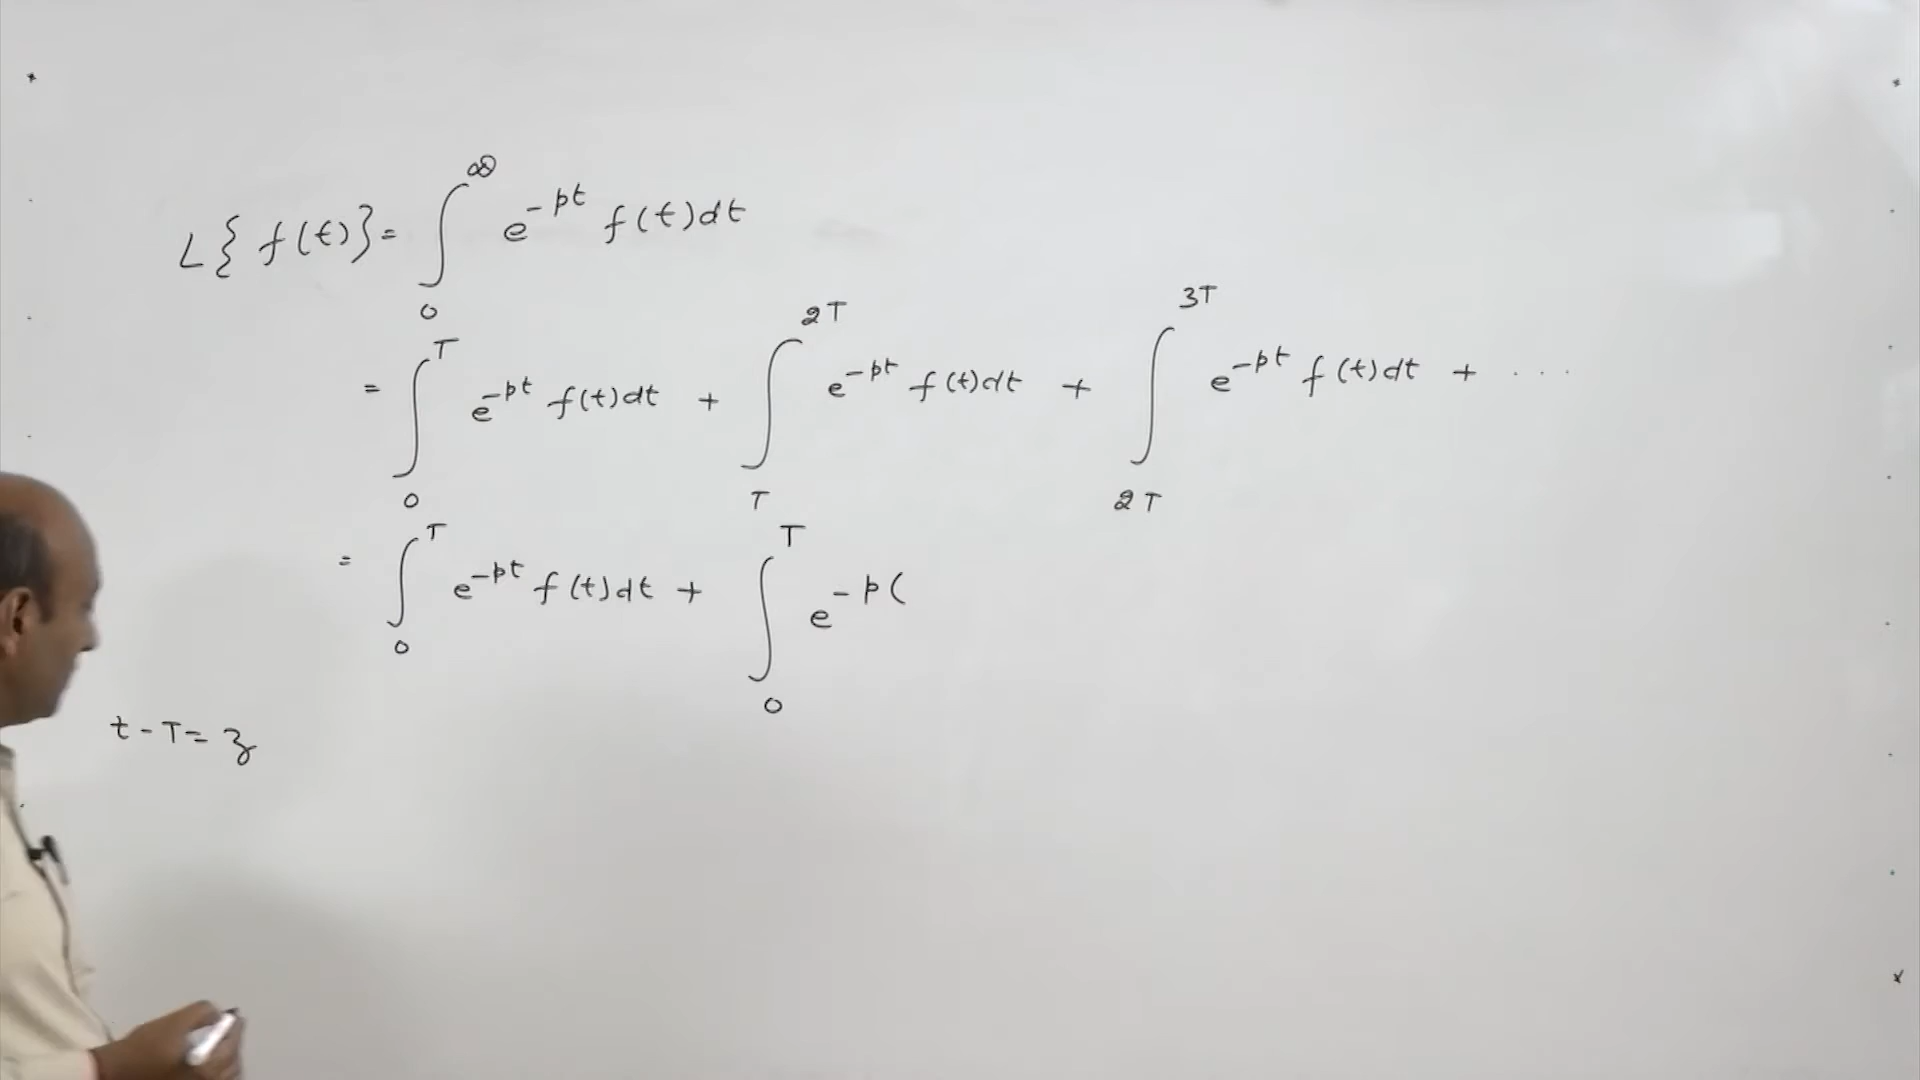 L{ f(t)} = ∫₀^∞ e^{-pt} f(t)dt
= ∫₀^T e^{-pt} f(t)dt + ∫_T^{2T} e^{-pt} f(t)dt + ∫_{2T}^{3T} e^{-pt} f(t)dt + ...
= ∫₀^T e^{-pt} f(t)dt + ∫₀^T e^{-p(
t - T = z